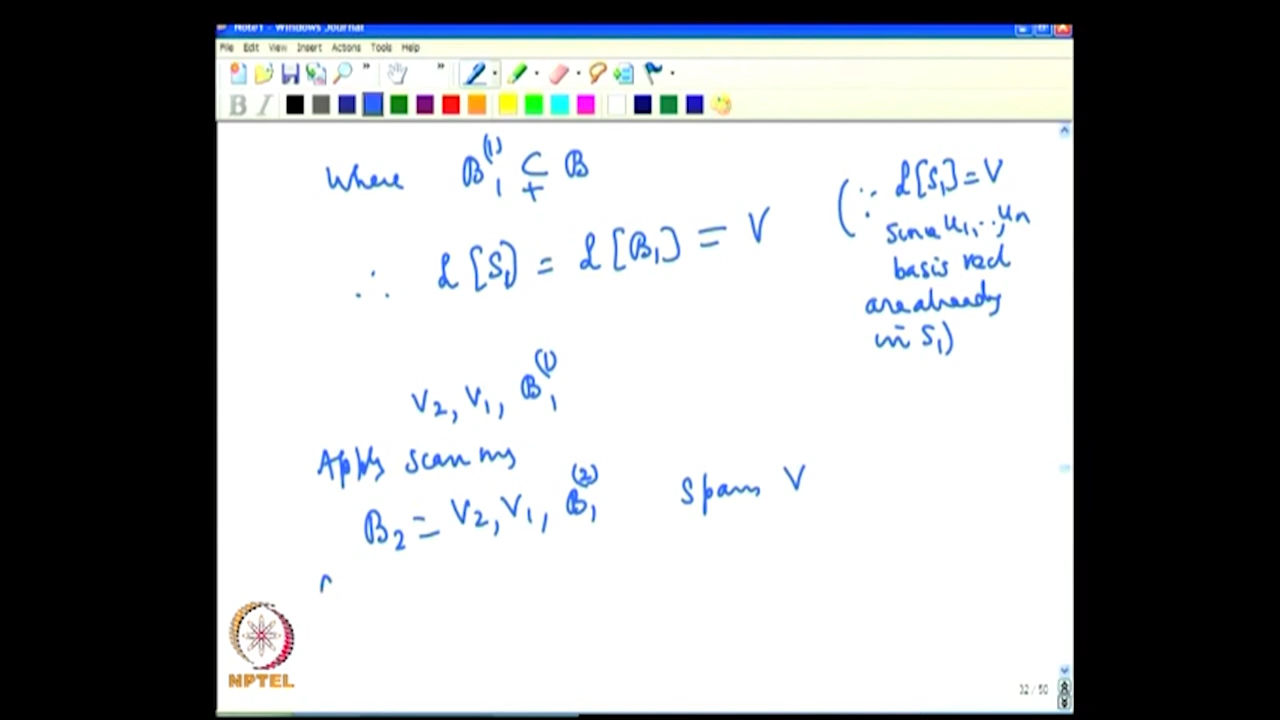 Note1 - Windows Journal
File Edit View Insert Actions Tools Help
B I
Where B₁⁽¹⁾ ⊊ B
∴ L[S₁] = L[B₁] = V
(∵ L[S₁] = V
since u₁,..,uₙ
basis vect
are already
in S₁)
V₂, V₁, B₁⁽¹⁾
Apply scanning
B₂ = V₂, V₁, B₁⁽²⁾ spans V
NPTEL
32 / 50